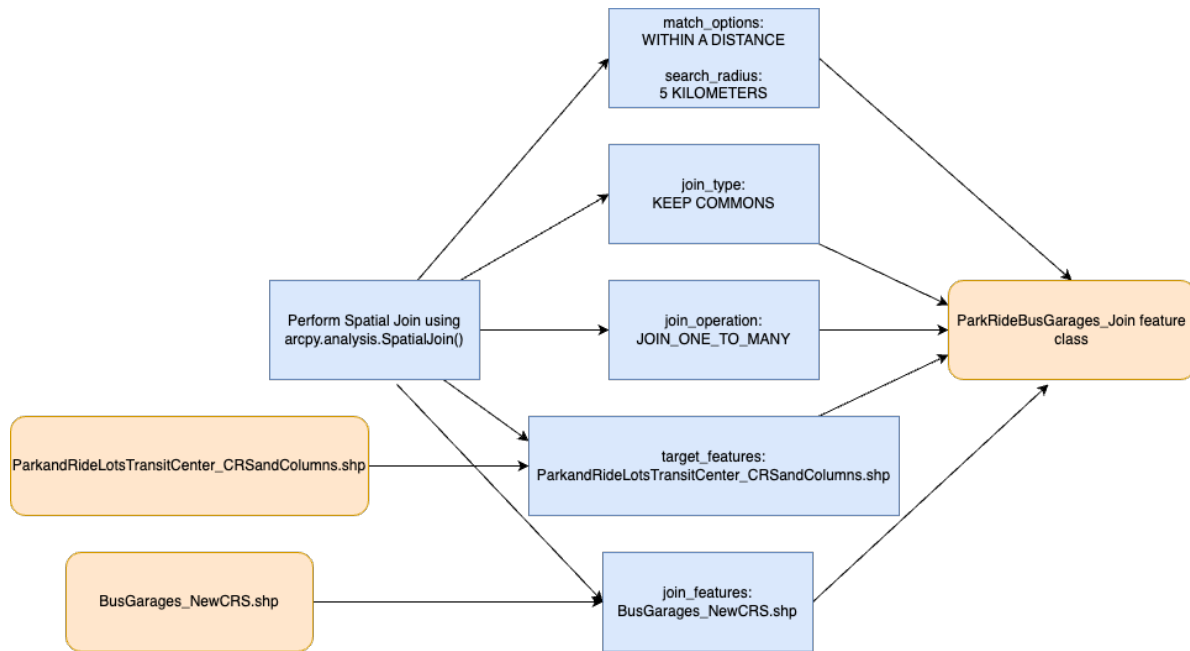 match_options:
WITHIN A DISTANCE
search_radius:
5 KILOMETERS
join_type:
KEEP COMMONS
Perform Spatial Join using
arcpy.analysis.SpatialJoin()
join_operation:
JOIN_ONE_TO_MANY
ParkRideBusGarages_Join feature
class
ParkandRideLotsTransitCenter_CRSandColumns.shp
target_features:
ParkandRideLotsTransitCenter_CRSandColumns.shp
BusGarages_NewCRS.shp
join_features:
BusGarages_NewCRS.shp